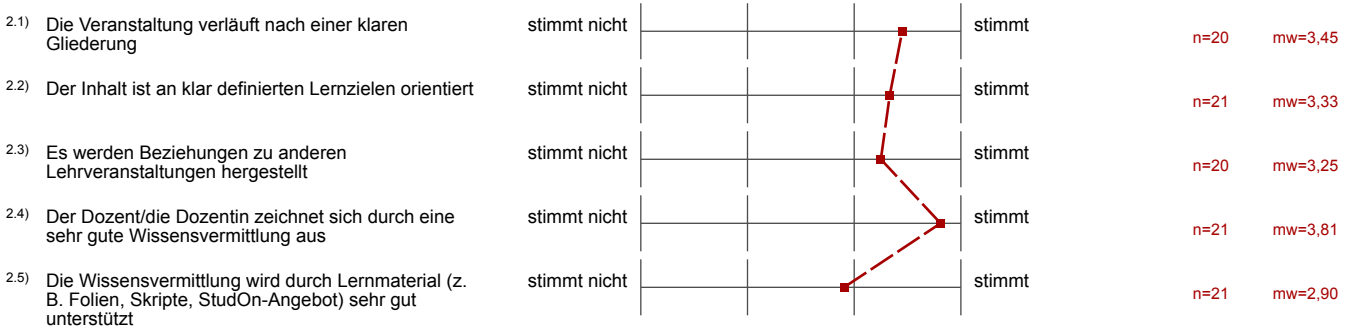 2.1) Die Veranstaltung verläuft nach einer klaren stimmt nicht stimmt
Gliederung n=20 mw=3,45
2.2) Der Inhalt ist an klar definierten Lernzielen orientiert stimmt nicht stimmt
n=21 mw=3,33
2.3) Es werden Beziehungen zu anderen stimmt nicht stimmt
Lehrveranstaltungen hergestellt n=20 mw=3,25
2.4) Der Dozent/die Dozentin zeichnet sich durch eine stimmt nicht stimmt
sehr gute Wissensvermittlung aus n=21 mw=3,81
2.5) Die Wissensvermittlung wird durch Lernmaterial (z. stimmt nicht stimmt
B. Folien, Skripte, StudOn-Angebot) sehr gut n=21 mw=2,90
unterstützt